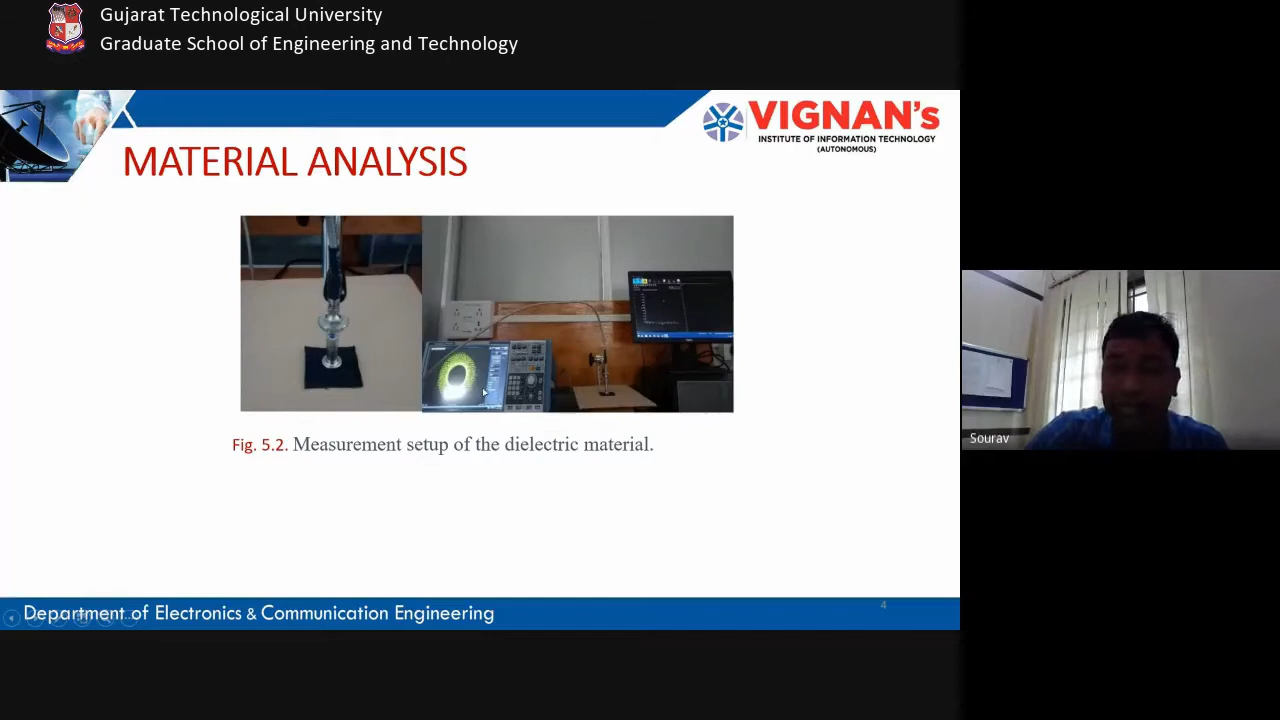 Gujarat Technological University
Graduate School of Engineering and Technology
VIGNAN's
INSTITUTE OF INFORMATION TECHNOLOGY
(AUTONOMOUS)
MATERIAL ANALYSIS
Fig. 5.2. Measurement setup of the dielectric material.
Sourav
Department of Electronics & Communication Engineering
4